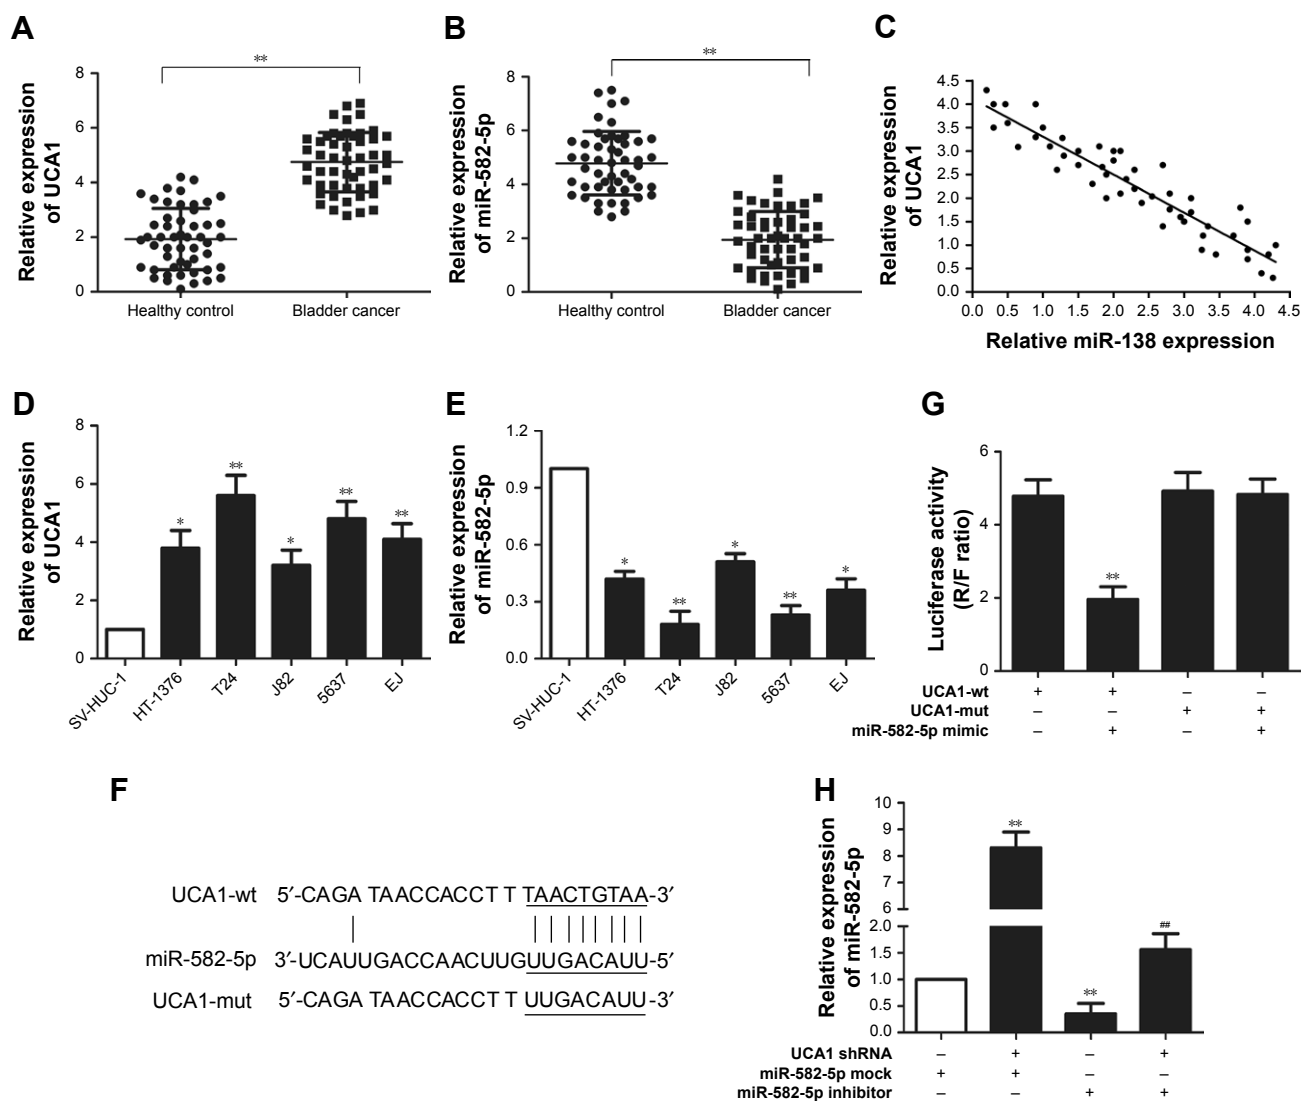 A
Relative expression
of UCA1
8
6
4
2
0
**
Healthy control
Bladder cancer
B
Relative expression
of miR-582-5p
8
6
4
2
0
**
Healthy control
Bladder cancer
C
Relative expression
of UCA1
4.5
4.0
3.5
3.0
2.5
2.0
1.5
1.0
0.5
0.0
0.0 0.5 1.0 1.5 2.0 2.5 3.0 3.5 4.0 4.5
Relative miR-138 expression
D
Relative expression
of UCA1
8
6
4
2
0
* ** * ** **
SV-HUC-1
HT-1376
T24
J82
5637
EJ
E
Relative expression
of miR-582-5p
1.2
0.9
0.6
0.3
0.0
* ** * ** *
SV-HUC-1
HT-1376
T24
J82
5637
EJ
G
Luciferase activity
(R/F ratio)
6
4
2
0
**
UCA1-wt + + – –
UCA1-mut – – + +
miR-582-5p mimic – + – +
F
UCA1-wt 5′-CAGA TAACCACCT T TAACTGTAA-3′
miR-582-5p 3′-UCAUUGACCAACUUGUUGACAUU-5′
UCA1-mut 5′-CAGA TAACCACCTT UUGACAUU-3′
H
Relative expression
of miR-582-5p
10
9
8
7
6
2.0
1.5
1.0
0.5
0.0
** ** ##
UCA1 shRNA – + – +
miR-582-5p mock + + – –
miR-582-5p inhibitor – – + +